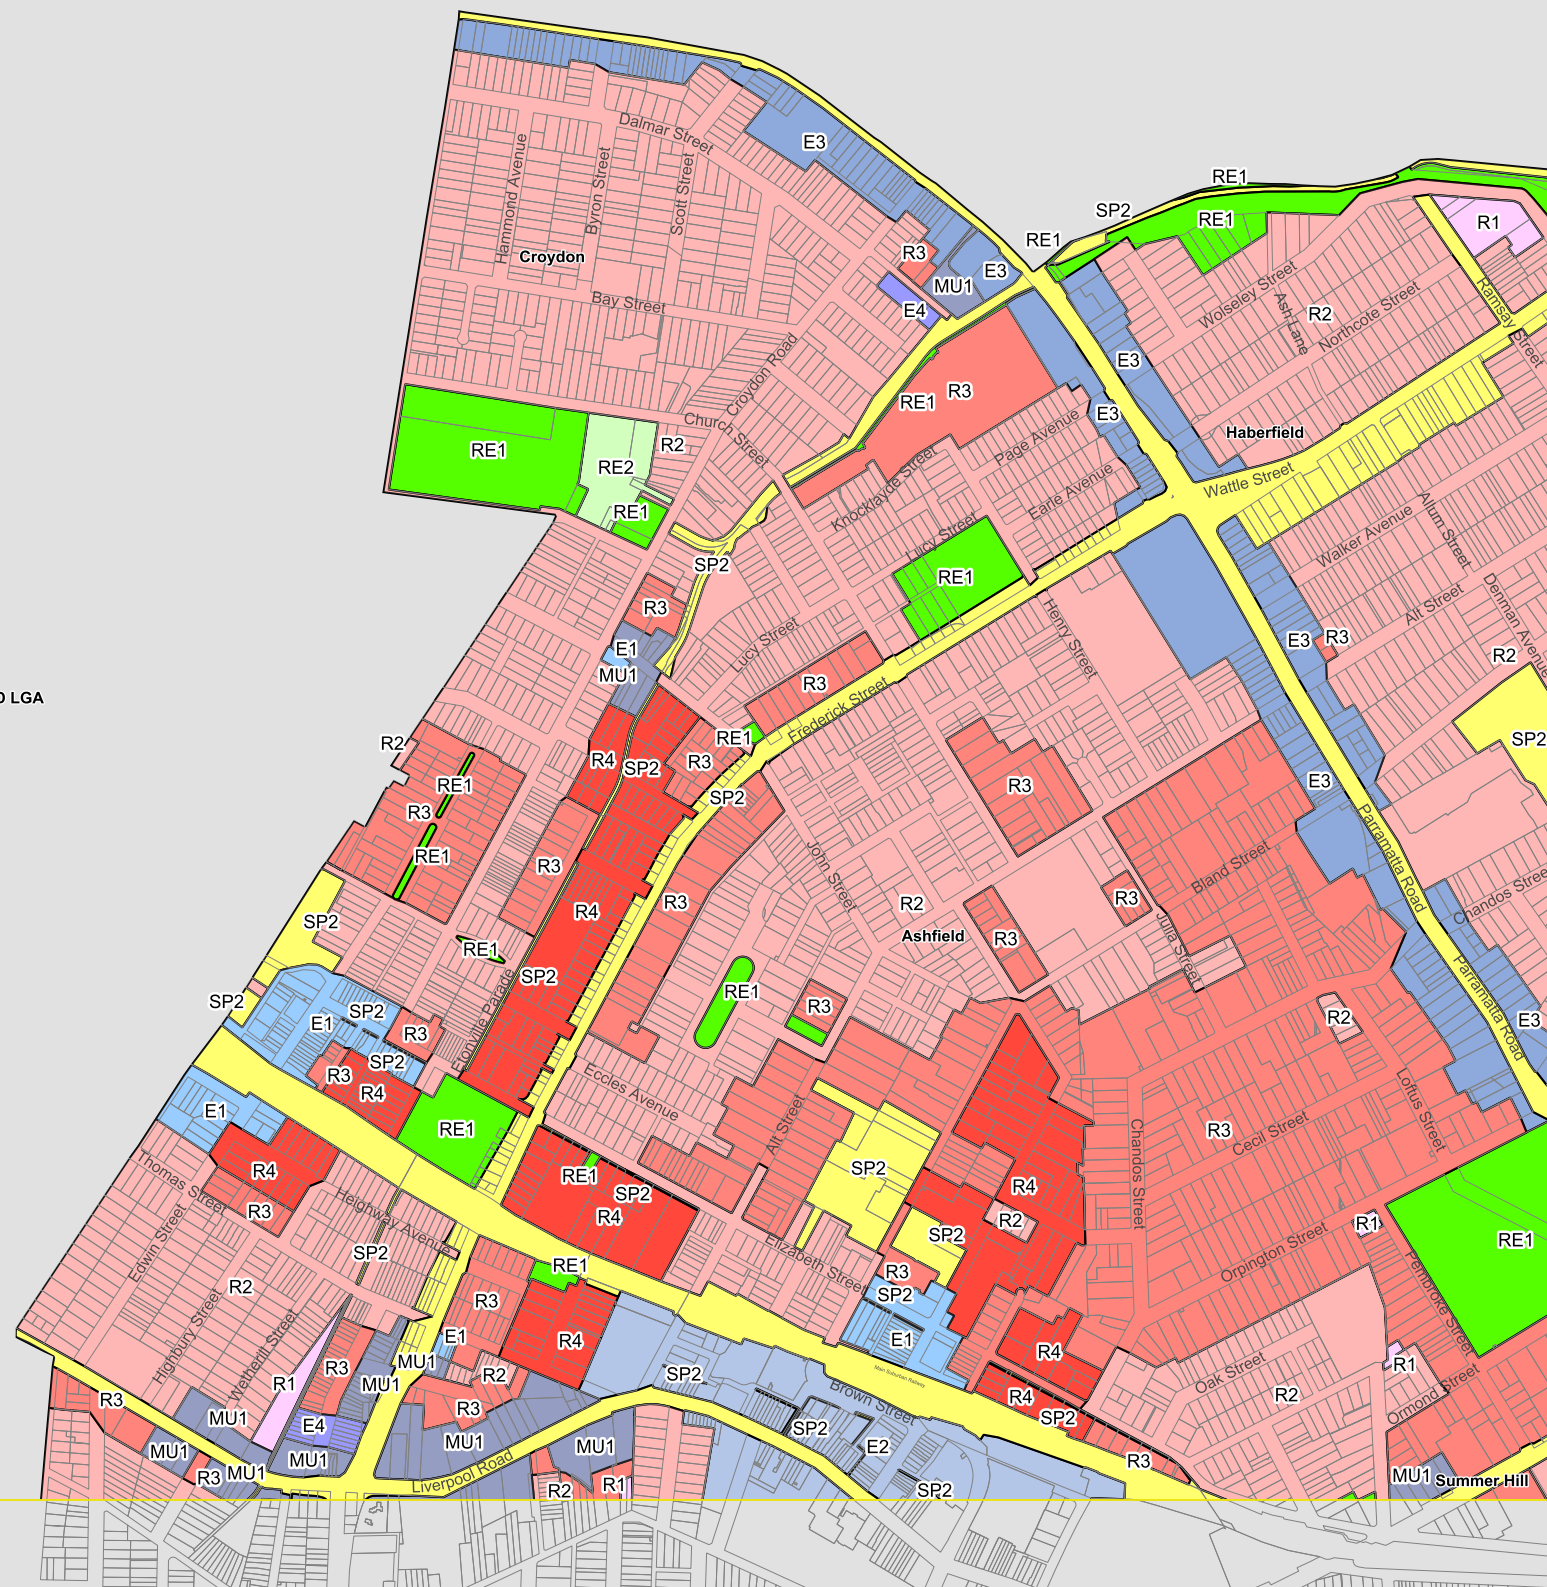 Dalmar Street
E3
Hammond Avenue
Byron Street
Scott Street
RE1
SP2
RE1
R1
RE1
Croydon
R3
E3
MU1
E4
Wolseley Street
Ash Lane
R2
Northcote Street
Ramsay Street
Bay Street
Croydon Road
E3
RE1
R3
E3
Church Street
R2
RE1
RE2
Page Avenue
Haberfield
Knocklayde Street
Wattle Street
Earle Avenue
RE1
Allum Street
Walker Avenue
Lucy Street
SP2
RE1
Alt Street
Denman Avenue
R3
Henry Street
Lucy Street
E1
E3
R3
R2
MU1
R3
O LGA
Frederick Street
R2
RE1
SP2
R4
SP2
R3
RE1
SP2
R3
E3
R3
Parramatta Road
RE1
R3
John Street
Bland Street
Chandos Street
R3
R2
R4
R3
Ashfield
R3
Julia Street
SP2
RE1
SP2
RE1
Parramatta Road
SP2
SP2
R3
E1
R3
R2
E3
Etonville Parade
SP2
R3
R4
Eccles Avenue
Loftus Street
E1
RE1
Alt Street
Chandos Street
R3
Cecil Street
Thomas Street
R4
RE1
SP2
SP2
R4
R3
Heighway Avenue
R4
R2
R1
Edwin Street
SP2
Elizabeth Street
SP2
Orpington Street
RE1
R2
RE1
R3
SP2
Pembroke Street
Highbury Street
Wetherill Street
R3
E1
R4
E1
R4
R1
R3
MU1
R2
Main Suburban Railway
SP2
Oak Street
R2
R1
MU1
R3
Brown Street
R4
SP2
Ormond Street
R3
MU1
E4
MU1
MU1
SP2
E2
MU1
R3
MU1
MU1
Liverpool Road
R2
R1
SP2
R3
MU1
Summer Hill